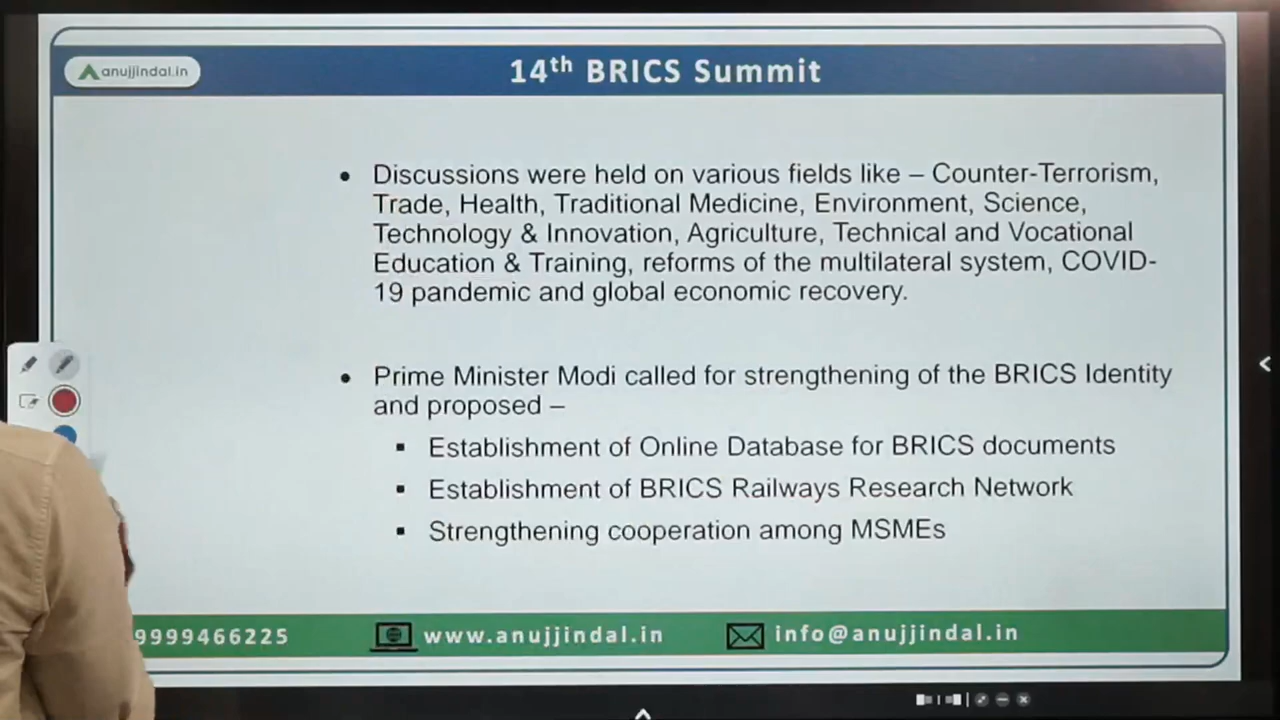 anujjindal.in
14th BRICS Summit
• Discussions were held on various fields like – Counter-Terrorism,
Trade, Health, Traditional Medicine, Environment, Science,
Technology & Innovation, Agriculture, Technical and Vocational
Education & Training, reforms of the multilateral system, COVID-
19 pandemic and global economic recovery.
• Prime Minister Modi called for strengthening of the BRICS Identity
and proposed –
▪ Establishment of Online Database for BRICS documents
▪ Establishment of BRICS Railways Research Network
▪ Strengthening cooperation among MSMEs
9999466225
www.anujjindal.in
info@anujjindal.in